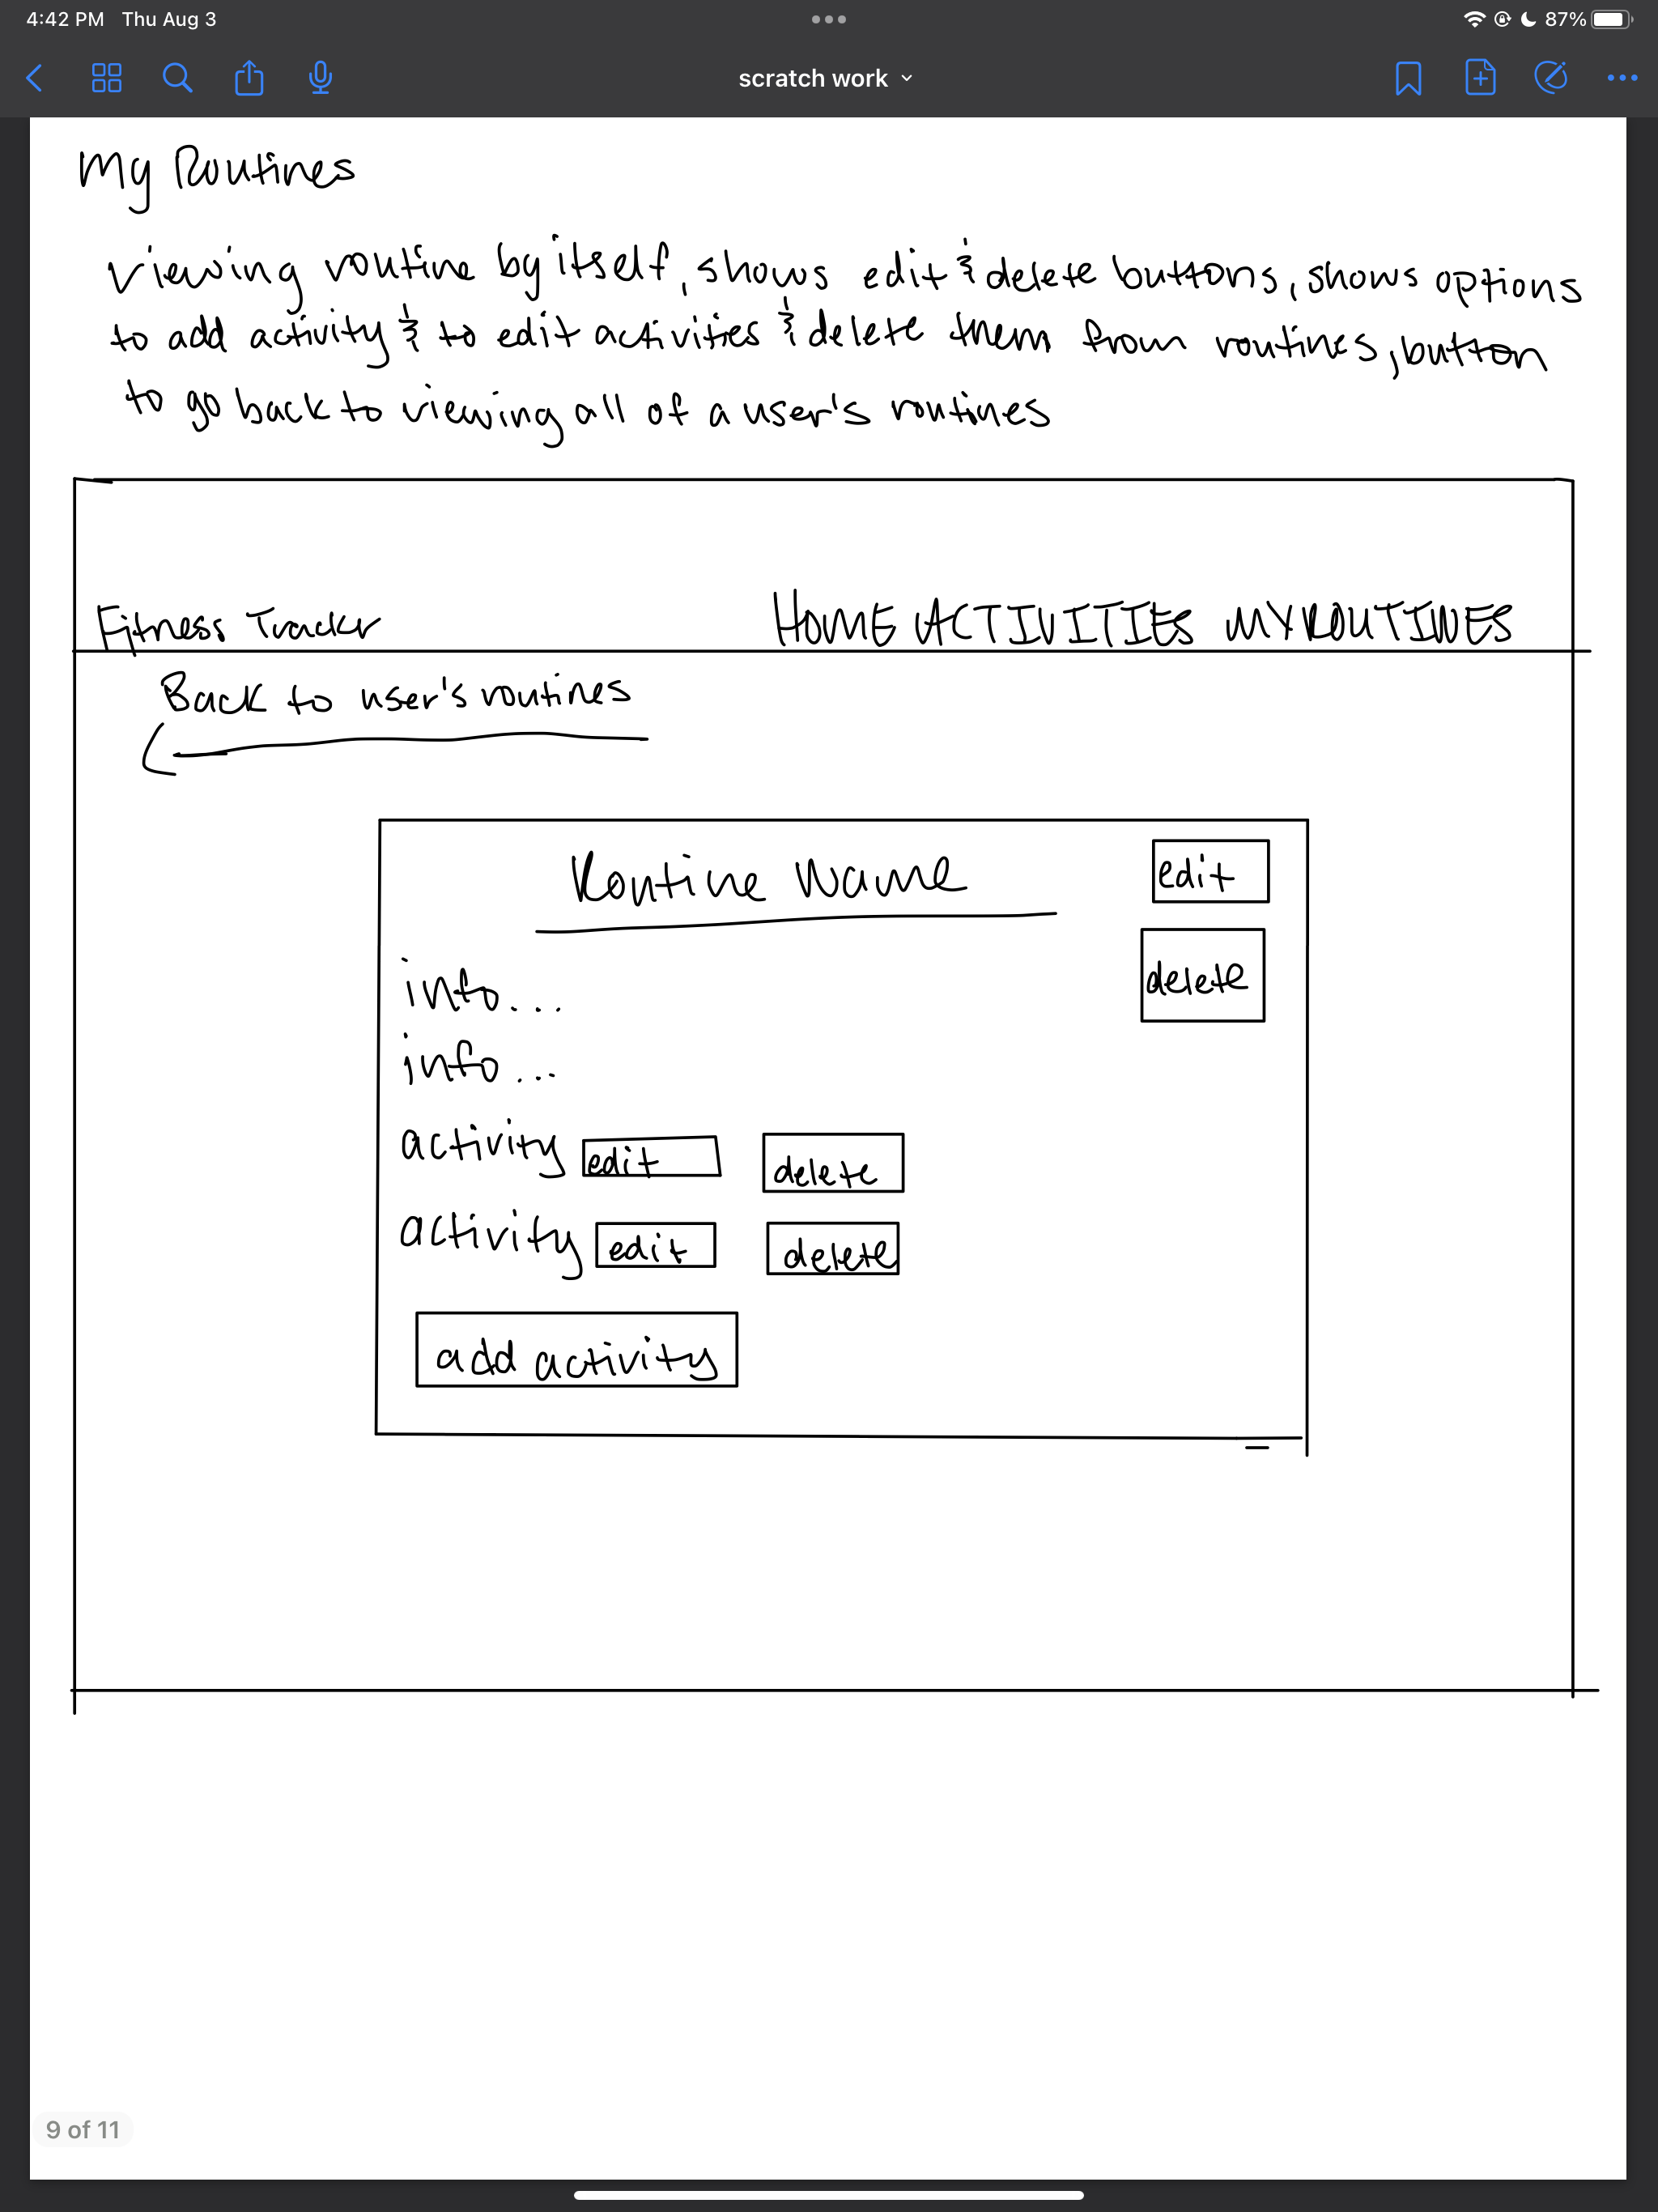 4:42 PM Thu Aug 3 87%
scratch work
My Routines
viewing routine by itself, shows edit & delete buttons, shows options
to add activity & to edit activities & delete them from routines, button
to go back to viewing all of a user's routines
Fitness Tracker HOME ACTIVITIES MY ROUTINES
Back to user's routines
Routine Name edit
delete
info...
info...
activity edit delete
activity edit delete
add activity
9 of 11